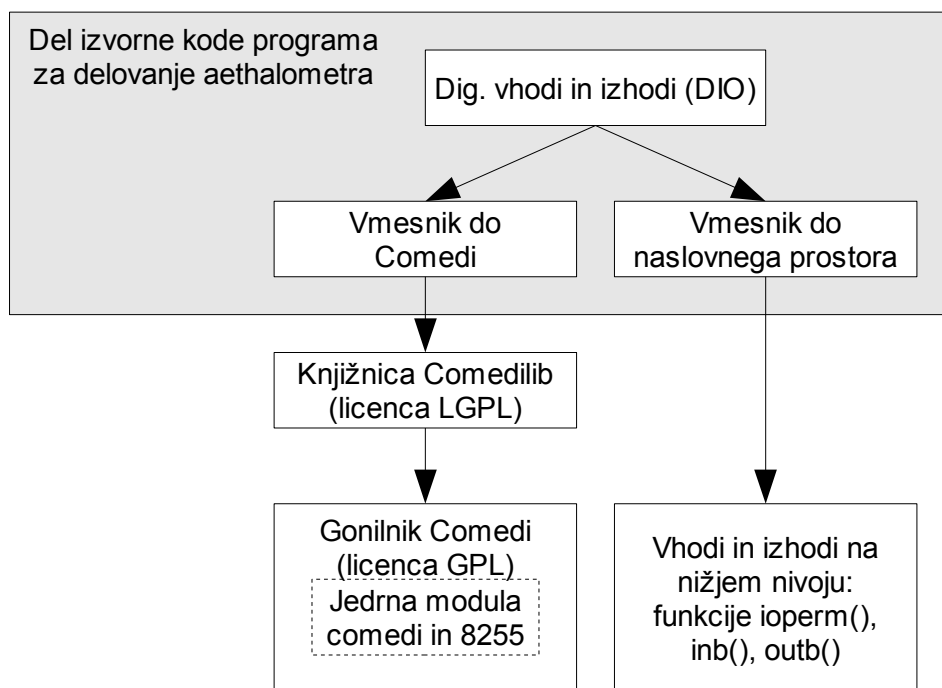 Del izvorne kode programa
za delovanje aethalometra
Dig. vhodi in izhodi (DIO)
Vmesnik do
Comedi
Vmesnik do
naslovnega prostora
Knjižnica Comedilib
(licenca LGPL)
Gonilnik Comedi
(licenca GPL)
Jedrna modula
comedi in 8255
Vhodi in izhodi na
nižjem nivoju:
funkcije ioperm(),
inb(), outb()